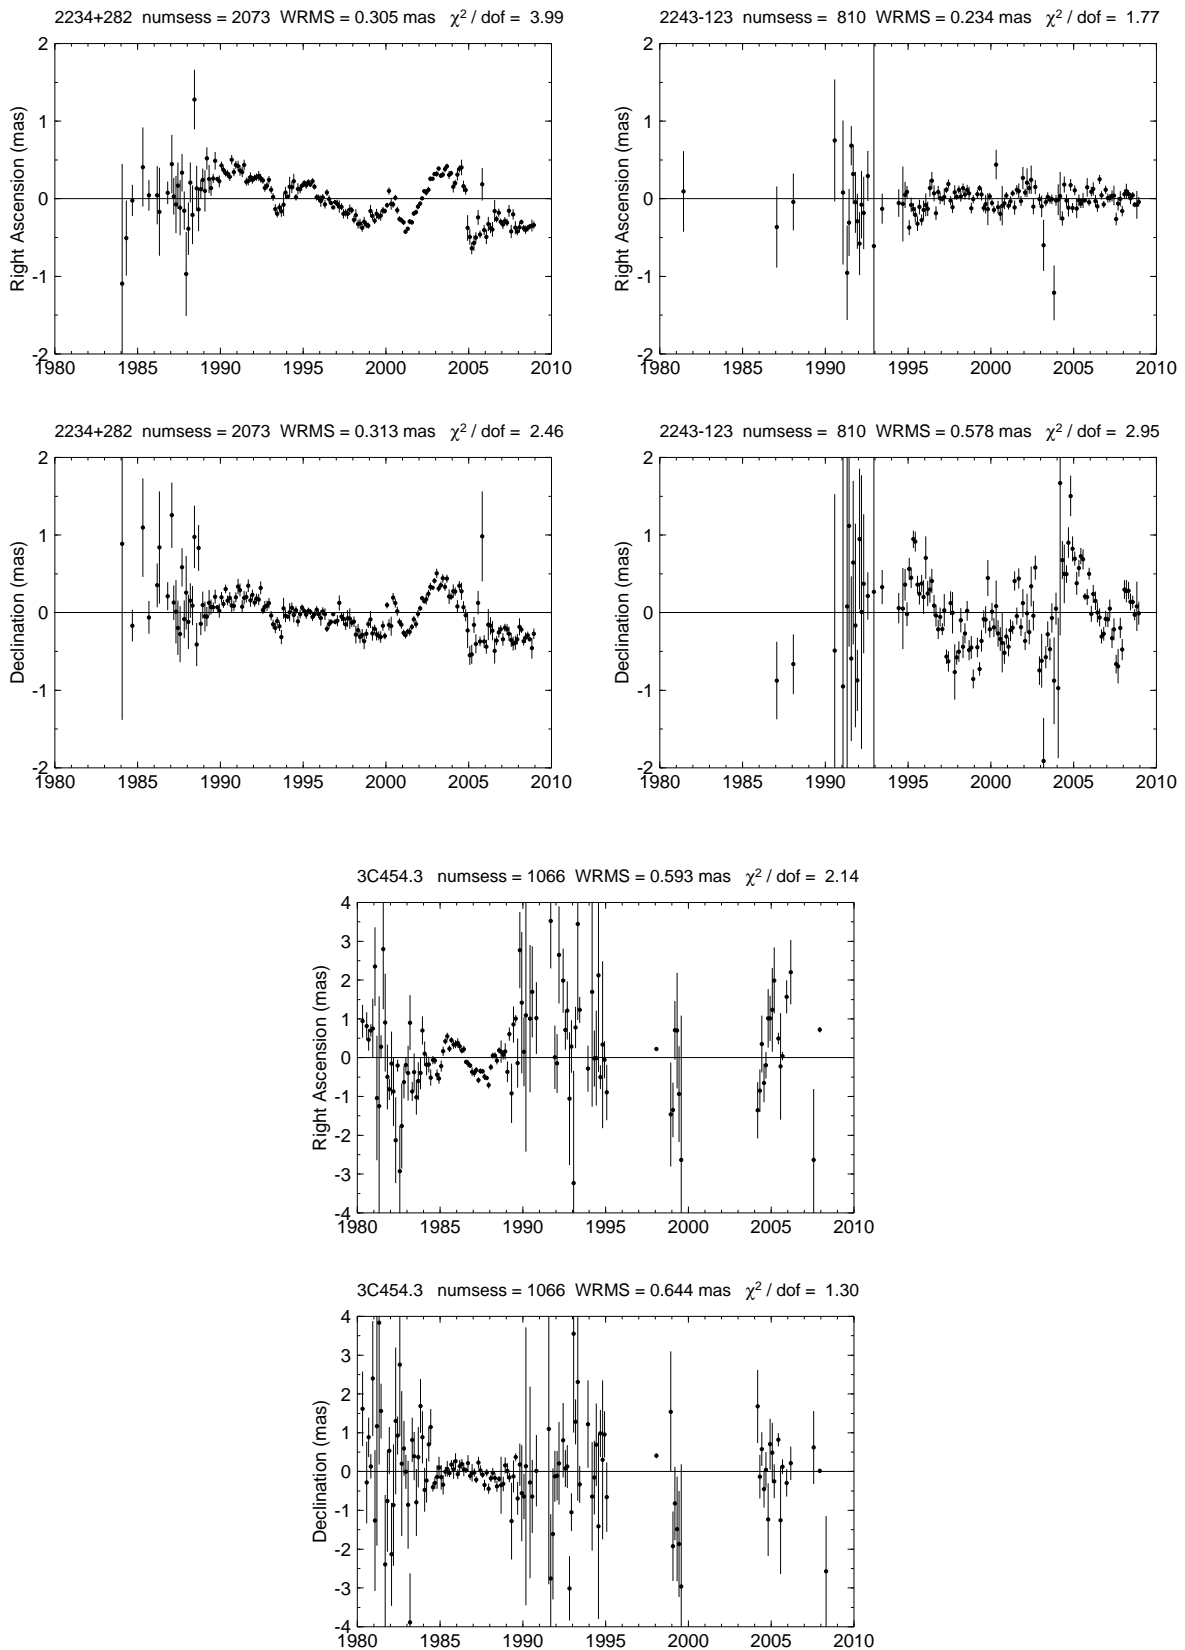 2234+282 numsess = 2073 WRMS = 0.305 mas χ² / dof = 3.99
2
1
0
-1
-2
Right Ascension (mas)
1980 1985 1990 1995 2000 2005 2010
2243-123 numsess = 810 WRMS = 0.234 mas χ² / dof = 1.77
2
1
0
-1
-2
Right Ascension (mas)
1980 1985 1990 1995 2000 2005 2010
2234+282 numsess = 2073 WRMS = 0.313 mas χ² / dof = 2.46
2
1
0
-1
-2
Declination (mas)
1980 1985 1990 1995 2000 2005 2010
2243-123 numsess = 810 WRMS = 0.578 mas χ² / dof = 2.95
2
1
0
-1
-2
Declination (mas)
1980 1985 1990 1995 2000 2005 2010
3C454.3 numsess = 1066 WRMS = 0.593 mas χ² / dof = 2.14
4
3
2
1
0
-1
-2
-3
-4
Right Ascension (mas)
1980 1985 1990 1995 2000 2005 2010
3C454.3 numsess = 1066 WRMS = 0.644 mas χ² / dof = 1.30
4
3
2
1
0
-1
-2
-3
-4
Declination (mas)
1980 1985 1990 1995 2000 2005 2010